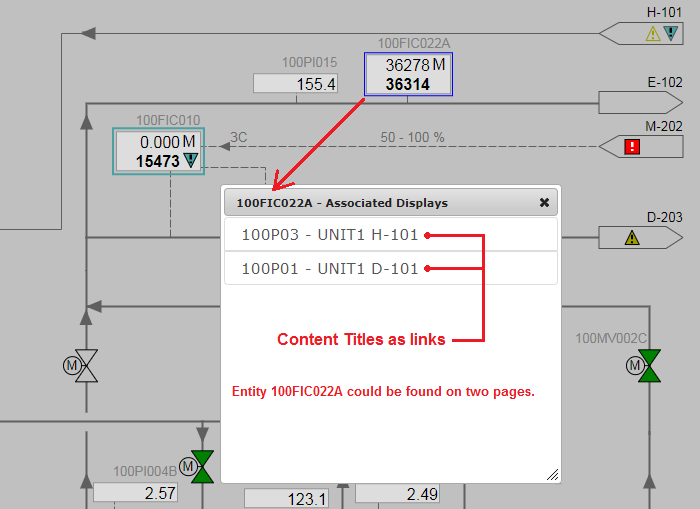 H-101
100FIC022A
100PI015
36278 M
36314
155.4
E-102
100FIC010
M-202
0.000 M
15473
3C
50 - 100 %
!
100FIC022A - Associated Displays
100P03 - UNIT1 H-101
100P01 - UNIT1 D-101
D-203
Content Titles as links
100MV002C
M
M
Entity 100FIC022A could be found on two pages.
100PI004B
M
2.57
123.1
2.49